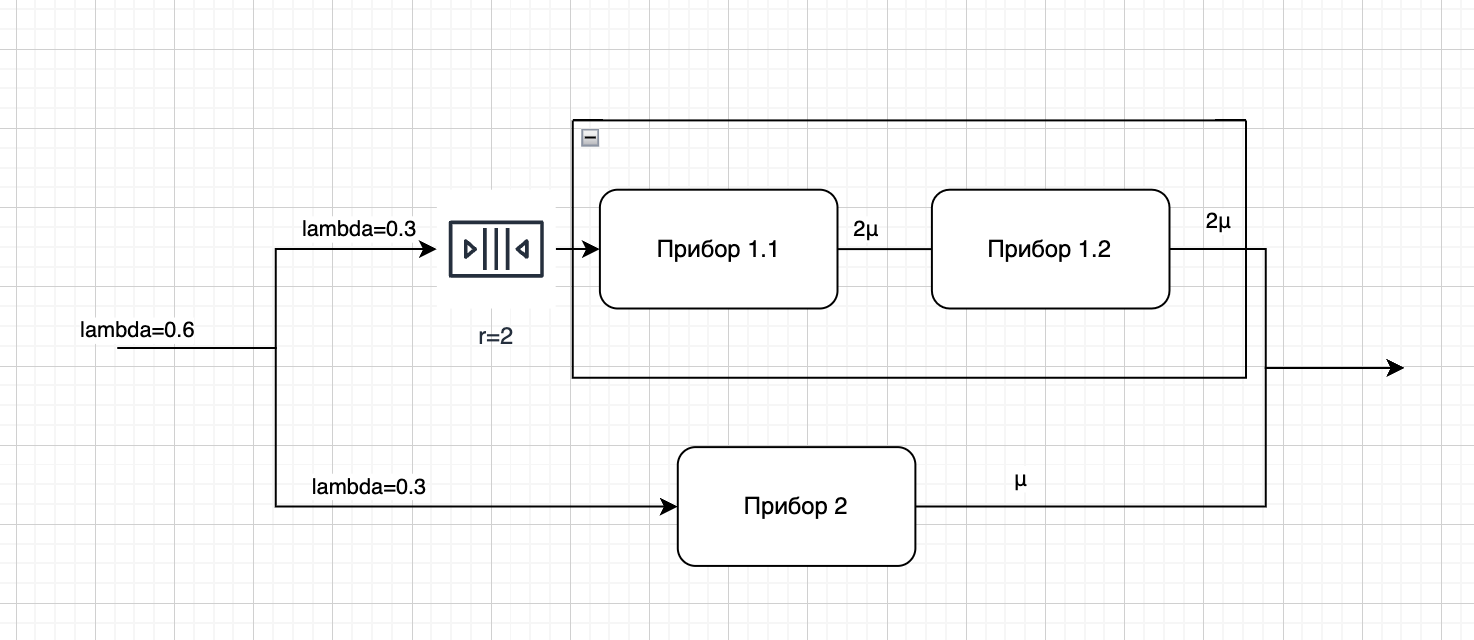 lambda=0.3
2µ
2µ
Прибор 1.1
Прибор 1.2
lambda=0.6
r=2
lambda=0.3
µ
Прибор 2